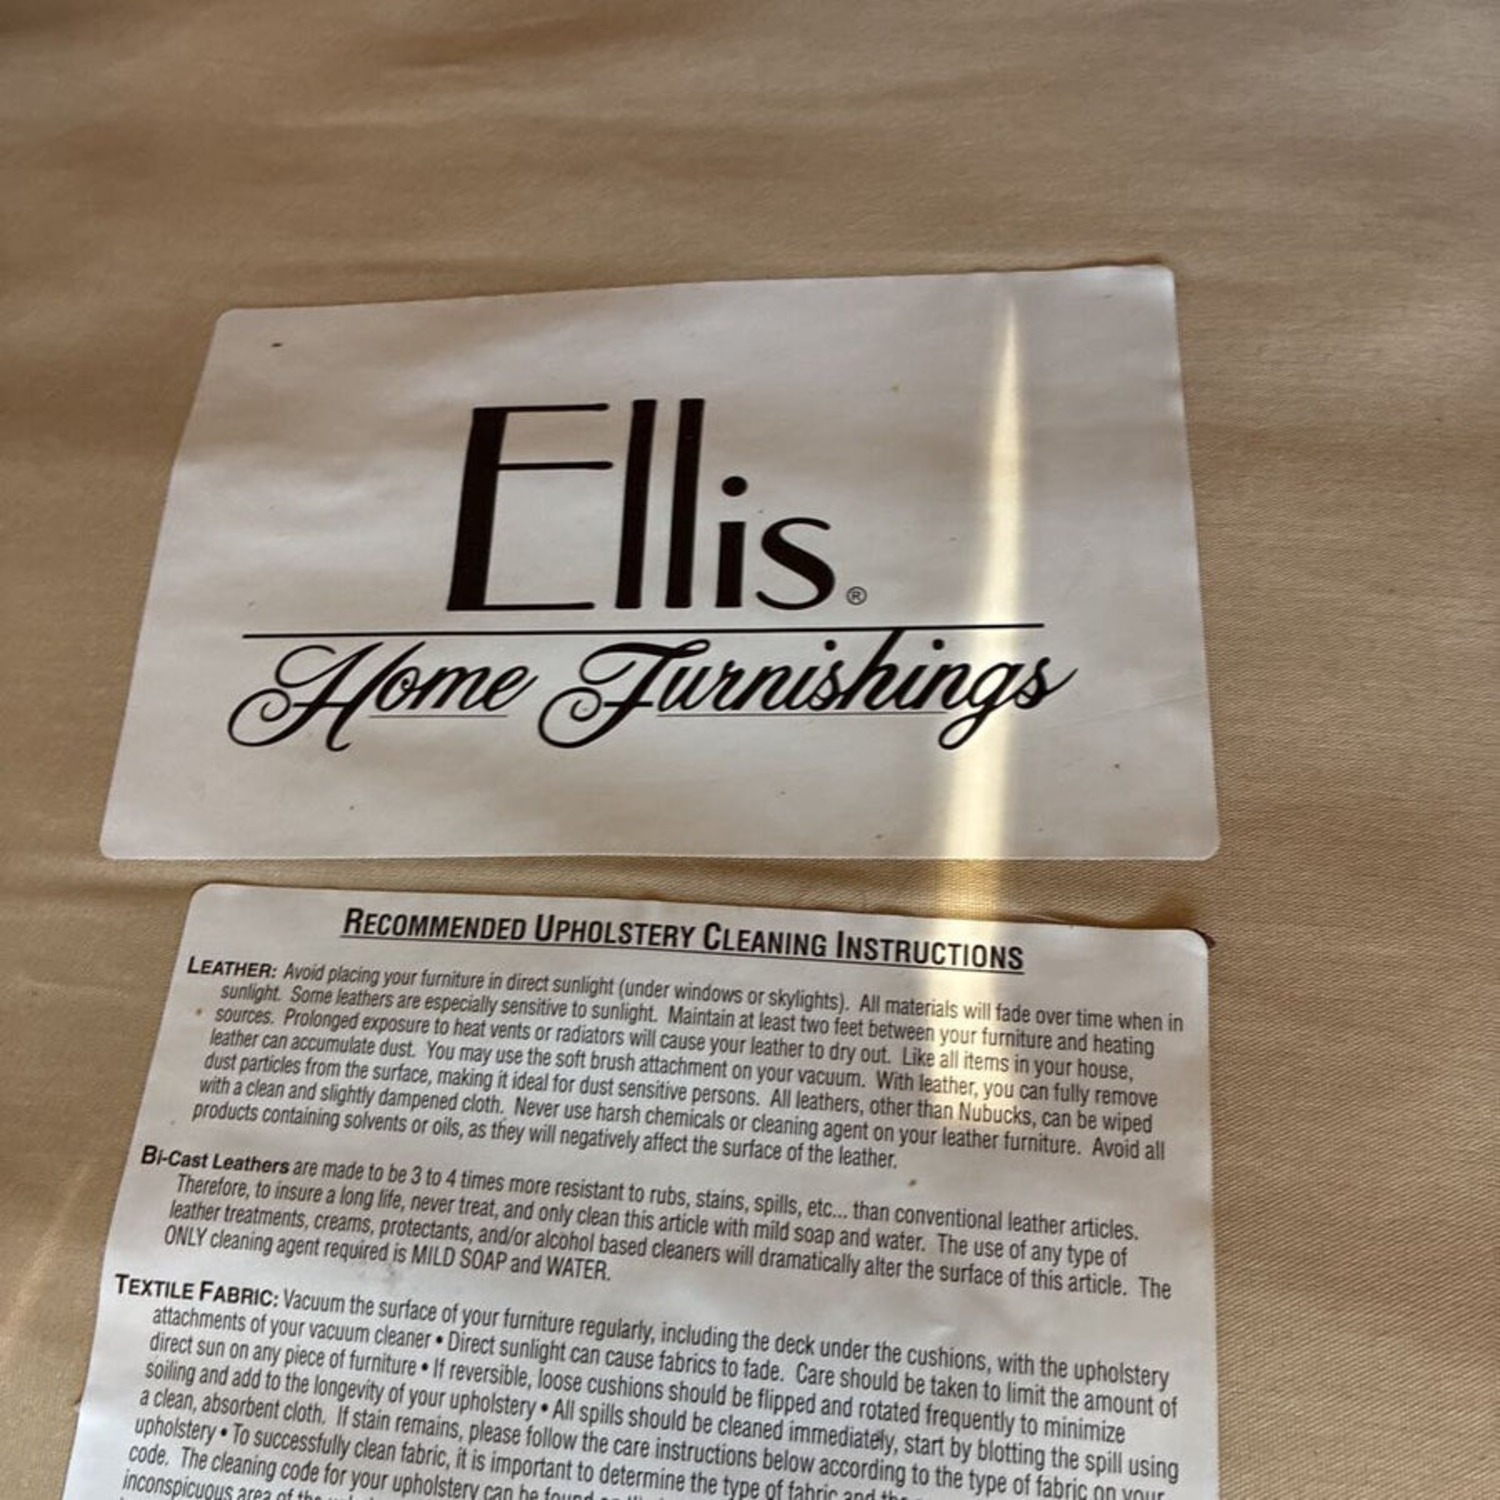 Ellis®
Home Furnishings
RECOMMENDED UPHOLSTERY CLEANING INSTRUCTIONS
LEATHER: Avoid placing your furniture in direct sunlight (under windows or skylights). All materials will fade over time when in
sunlight. Some leathers are especially sensitive to sunlight. Maintain at least two feet between your furniture and heating
sources. Prolonged exposure to heat vents or radiators will cause your leather to dry out. Like all items in your house,
leather can accumulate dust. You may use the soft brush attachment on your vacuum. With leather, you can fully remove
dust particles from the surface, making it ideal for dust sensitive persons. All leathers, other than Nubucks, can be wiped
with a clean and slightly dampened cloth. Never use harsh chemicals or cleaning agent on your leather furniture. Avoid all
products containing solvents or oils, as they will negatively affect the surface of the leather.
BI-CAST LEATHERS are made to be 3 to 4 times more resistant to rubs, stains, spills, etc... than conventional leather articles.
Therefore, to insure a long life, never treat, and only clean this article with mild soap and water. The use of any type of
leather treatments, creams, protectants, and/or alcohol based cleaners will dramatically alter the surface of this article. The
ONLY cleaning agent required is MILD SOAP and WATER.
TEXTILE FABRIC: Vacuum the surface of your furniture regularly, including the deck under the cushions, with the upholstery
attachments of your vacuum cleaner • Direct sunlight can cause fabrics to fade. Care should be taken to limit the amount of
direct sun on any piece of furniture • If reversible, loose cushions should be flipped and rotated frequently to minimize
soiling and add to the longevity of your upholstery • All spills should be cleaned immediately, start by blotting the spill using
a clean, absorbent cloth. If stain remains, please follow the care instructions below according to the type of fabric on your
upholstery • To successfully clean fabric, it is important to determine the type of fabric and the
code. The cleaning code for your upholstery can be found
inconspicuous area of the